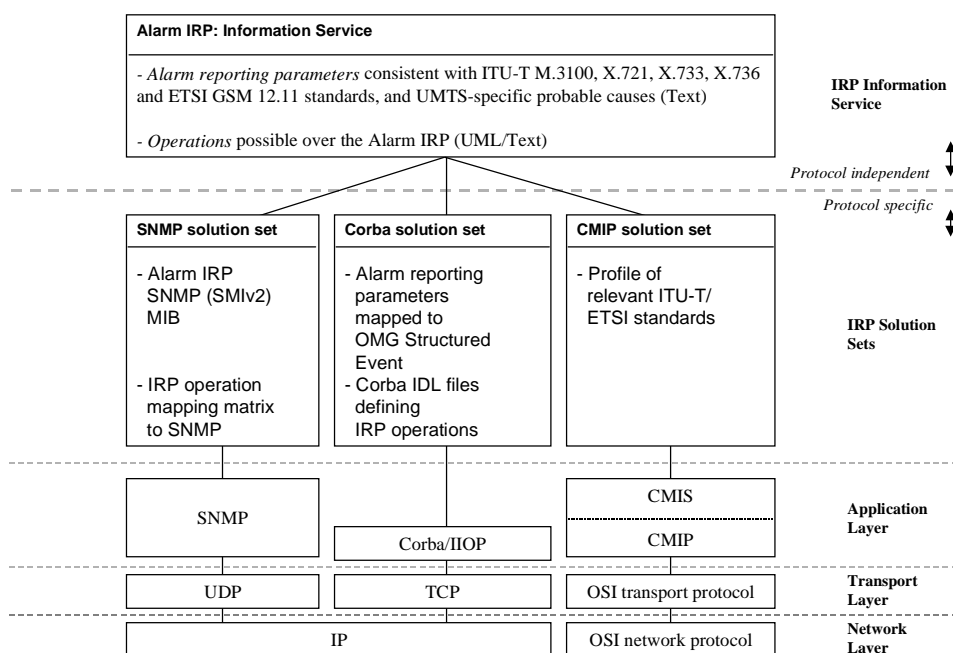 Alarm IRP: Information Service
- Alarm reporting parameters consistent with ITU-T M.3100, X.721, X.733, X.736
and ETSI GSM 12.11 standards, and UMTS-specific probable causes (Text)
- Operations possible over the Alarm IRP (UML/Text)
IRP Information
Service
Protocol independent
Protocol specific
SNMP solution set
- Alarm IRP
SNMP (SMIv2)
MIB
- IRP operation
mapping matrix
to SNMP
Corba solution set
- Alarm reporting
parameters
mapped to
OMG Structured
Event
- Corba IDL files
defining
IRP operations
CMIP solution set
- Profile of
relevant ITU-T/
ETSI standards
IRP Solution
Sets
SNMP
Corba/IIOP
CMIS
CMIP
Application
Layer
UDP
TCP
OSI transport protocol
Transport
Layer
IP
OSI network protocol
Network
Layer